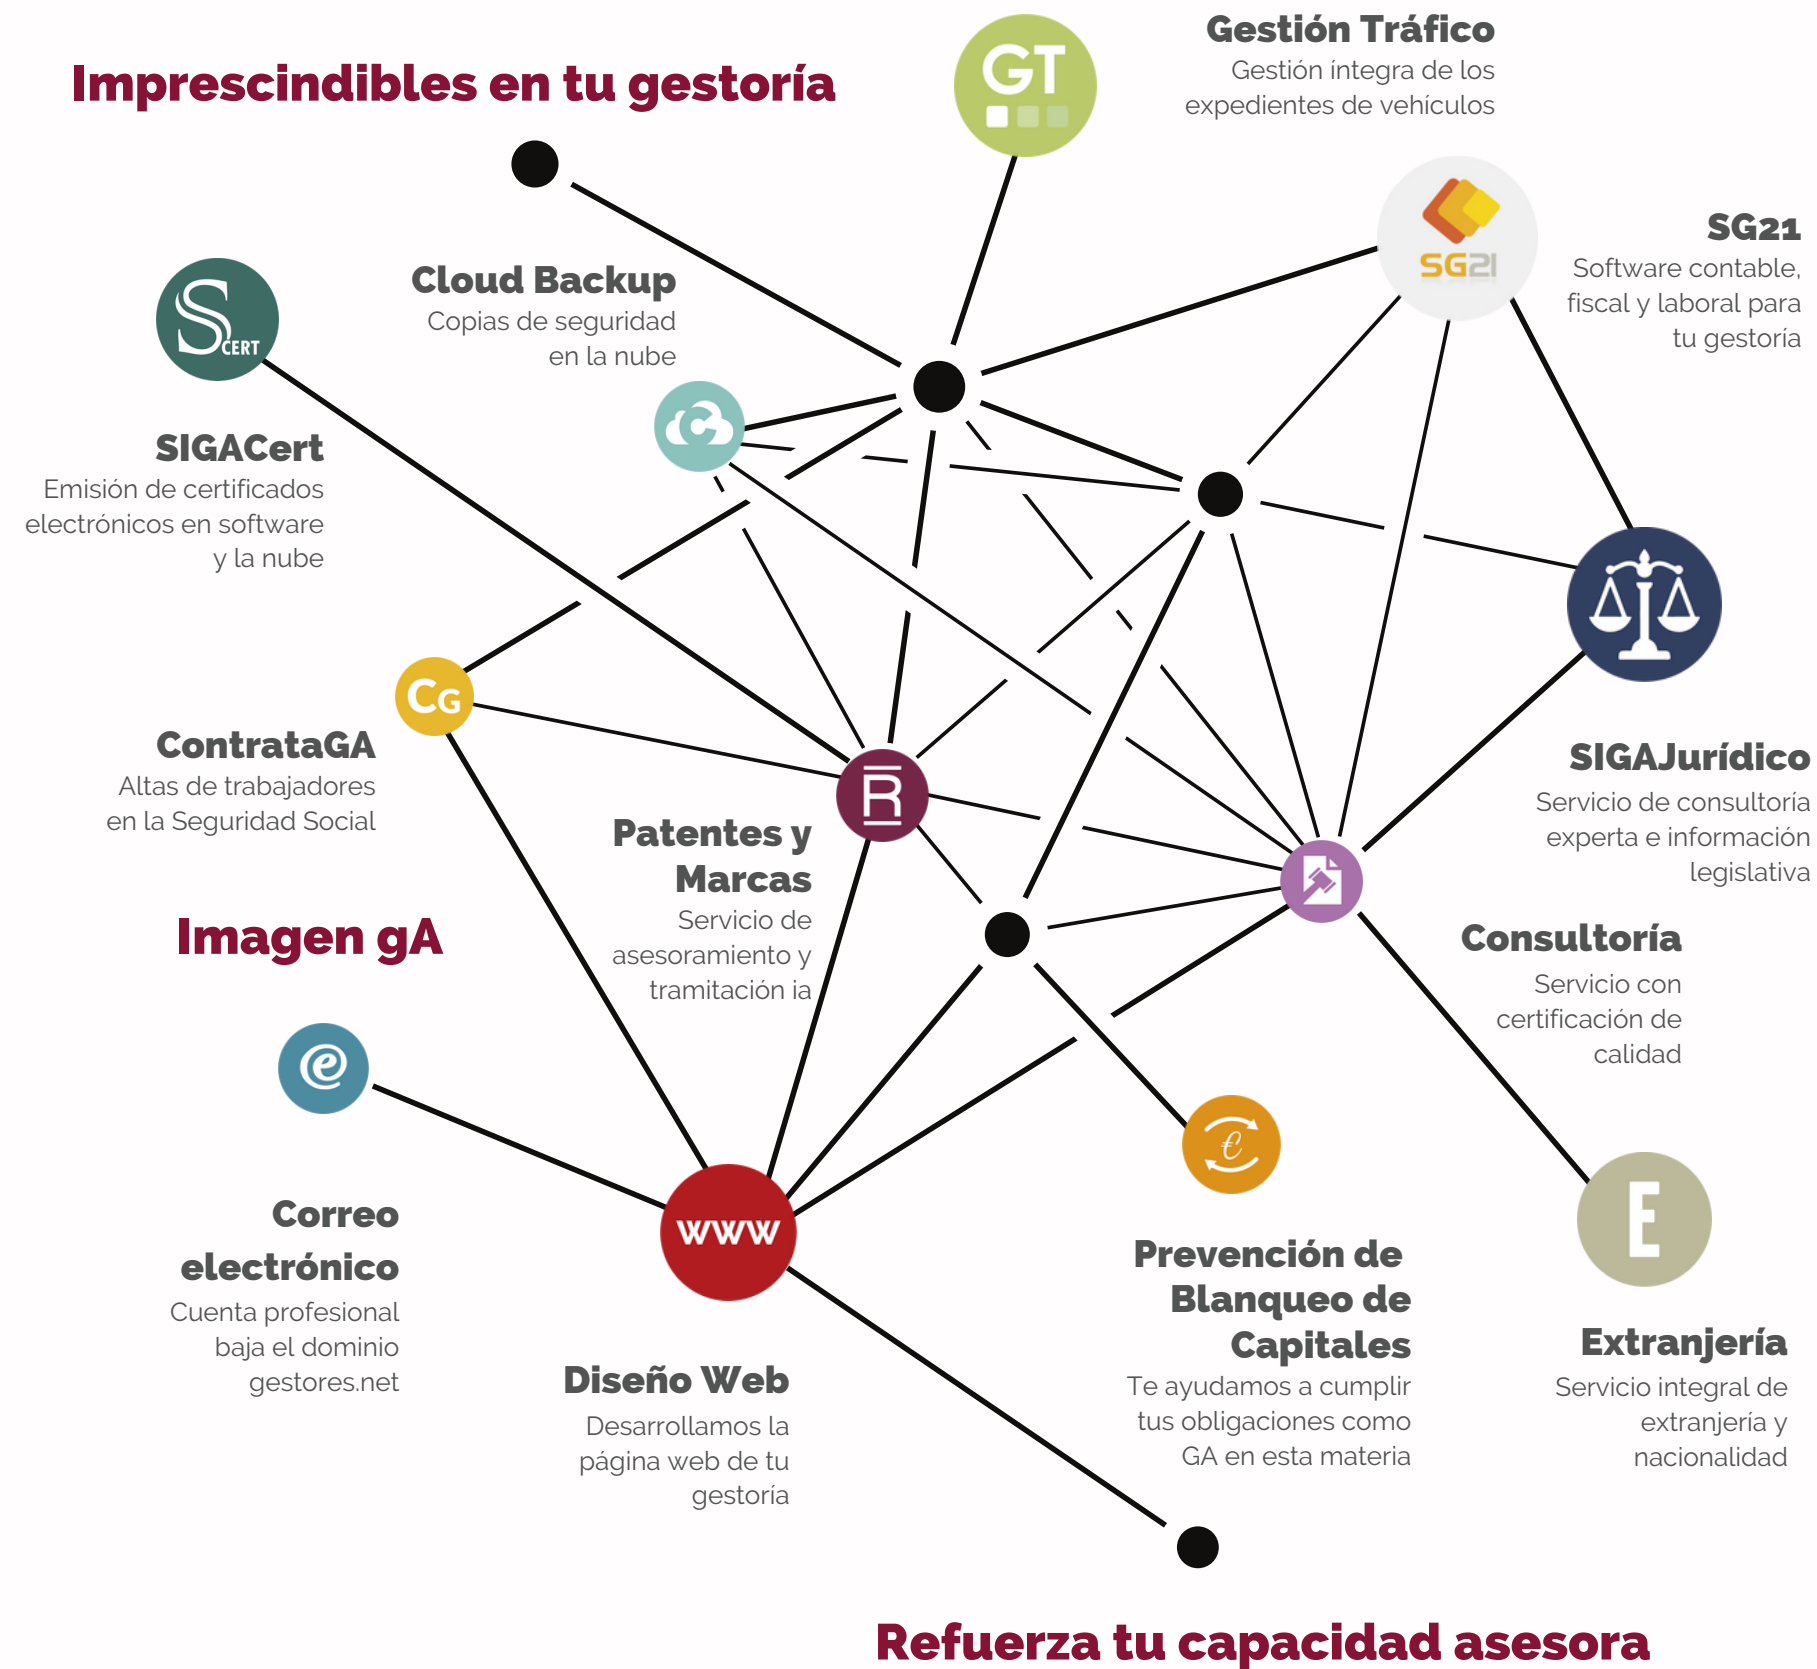 Imprescindibles en tu gestoría
GT
Gestión Tráfico
Gestión íntegra de los
expedientes de vehículos
SG21
SG21
Software contable,
fiscal y laboral para
tu gestoría
Cloud Backup
Copias de seguridad
en la nube
C
S
CERT
SIGACert
Emisión de certificados
electrónicos en software
y la nube
CG
ContrataGA
Altas de trabajadores
en la Seguridad Social
R
Patentes y
Marcas
Servicio de
asesoramiento y
tramitación ia
SIGAJurídico
Servicio de consultoría
experta e información
legislativa
Consultoría
Servicio con
certificación de
calidad
Imagen gA
@
Correo
electrónico
Cuenta profesional
baja el dominio
gestores.net
www
Diseño Web
Desarrollamos la
página web de tu
gestoría
€
Prevención de
Blanqueo de
Capitales
Te ayudamos a cumplir
tus obligaciones como
GA en esta materia
E
Extranjería
Servicio integral de
extranjería y
nacionalidad
Refuerza tu capacidad asesora